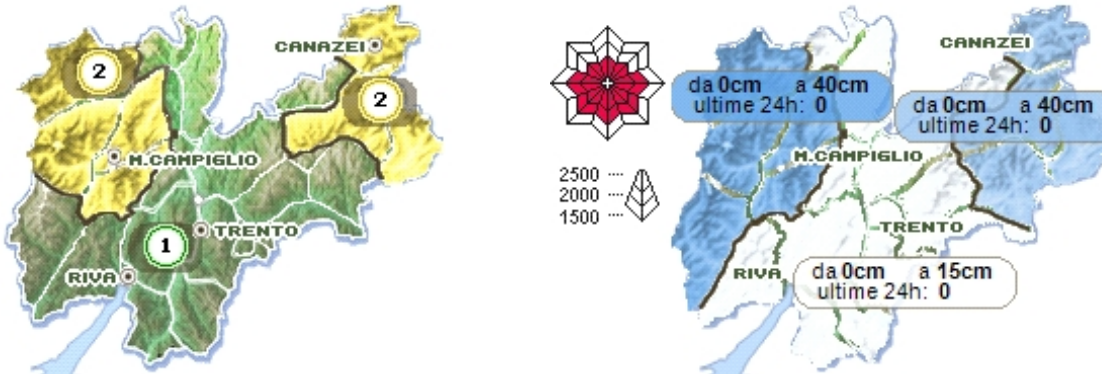 CANAZEI
2
2
M.CAMPIGLIO
1
TRENTO
RIVA
CANAZEI
da 0cm a 40cm
ultime 24h: 0
da 0cm a 40cm
ultime 24h: 0
M.CAMPIGLIO
2500
2000
1500
TRENTO
RIVA
da 0cm a 15cm
ultime 24h: 0